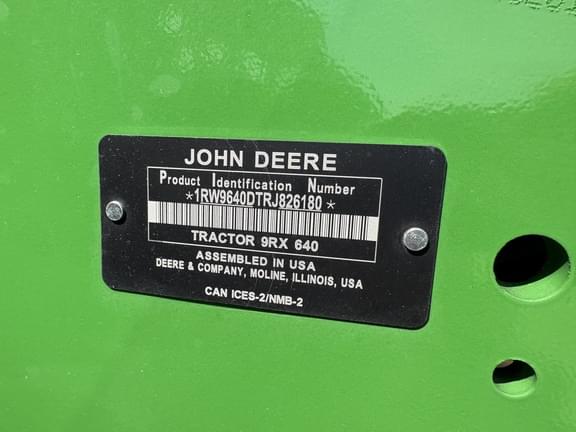 JOHN DEERE
Product Identification Number
*1RW9640DTRJ826180*
TRACTOR 9RX 640
ASSEMBLED IN USA
DEERE & COMPANY, MOLINE, ILLINOIS, USA
CAN ICES-2/NMB-2